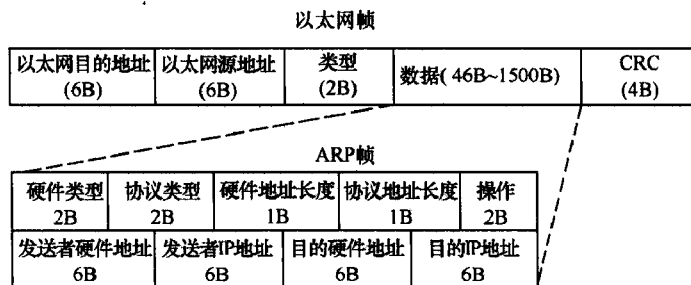 以太网帧
以太网目的地址 以太网源地址 类型 数据(46B~1500B) CRC
(6B) (6B) (2B) (4B)
ARP帧
硬件类型 协议类型 硬件地址长度 协议地址长度 操作
2B 2B 1B 1B 2B
发送者硬件地址 发送者IP地址 目的硬件地址 目的IP地址
6B 6B 6B 6B